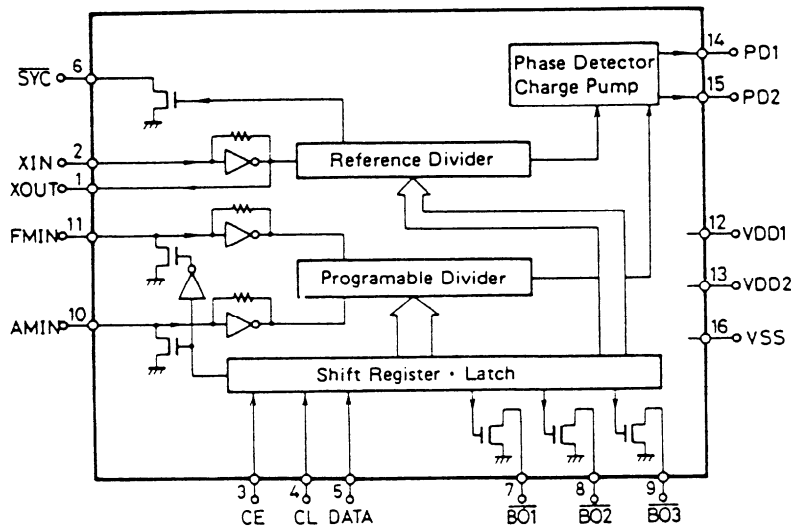 6
SYC
14
PD1
Phase Detector
Charge Pump
15
PD2
2
XIN
Reference Divider
1
XOUT
11
FMIN
12
VDD1
Programable Divider
13
VDD2
10
AMIN
16
VSS
Shift Register · Latch
3
4
5
7
8
9
CE
CL
DATA
BO1
BO2
BO3